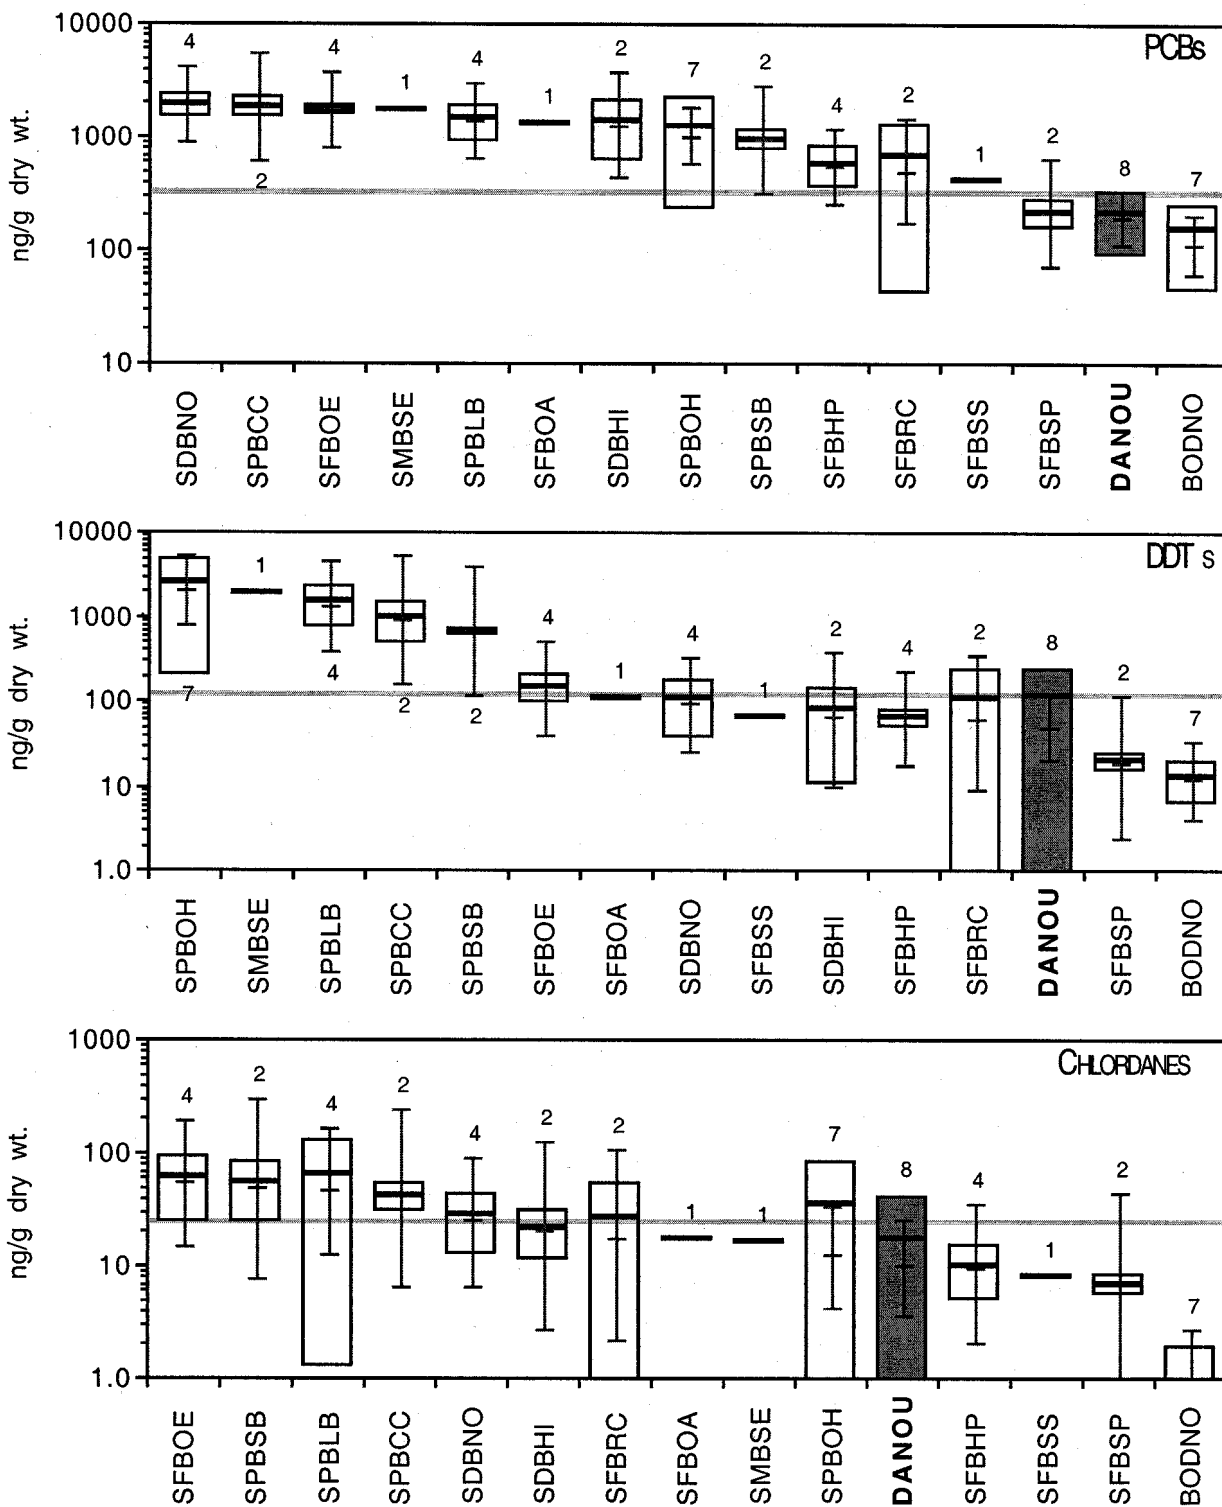 PCBs
10000
1000
100
10
ng/g dry wt.
4
2
4
1
4
1
2
7
2
4
2
1
2
8
7
SDBNO
SPBCC
SFBOE
SMBSE
SPBLB
SFBOA
SDBHI
SPBOH
SPBSB
SFBHP
SFBRC
SFBSS
SFBSP
DANOU
BODNO
DDTs
10000
1000
100
10
1.0
ng/g dry wt.
7
1
4
2
2
4
1
4
1
2
4
2
8
2
7
SPBOH
SMBSE
SPBLB
SPBCC
SPBSB
SFBOE
SFBOA
SDBNO
SFBSS
SDBHI
SFBHP
SFBRC
DANOU
SFBSP
BODNO
CHLORDANES
1000
100
10
1.0
ng/g dry wt.
4
2
4
2
4
2
2
1
1
7
8
4
1
2
7
SFBOE
SPBSB
SPBLB
SPBCC
SDBNO
SDBHI
SFBRC
SFBOA
SMBSE
SPBOH
DANOU
SFBHP
SFBSS
SFBSP
BODNO